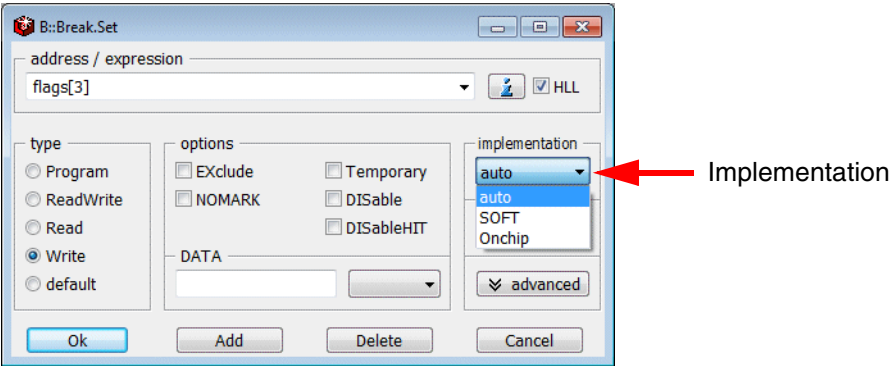 B::Break.Set
address / expression
flags[3]
HLL
type
Program
ReadWrite
Read
Write
default
options
EXclude
NOMARK
Temporary
DISable
DISableHIT
DATA
implementation
auto
auto
SOFT
Onchip
advanced
Implementation
Ok
Add
Delete
Cancel